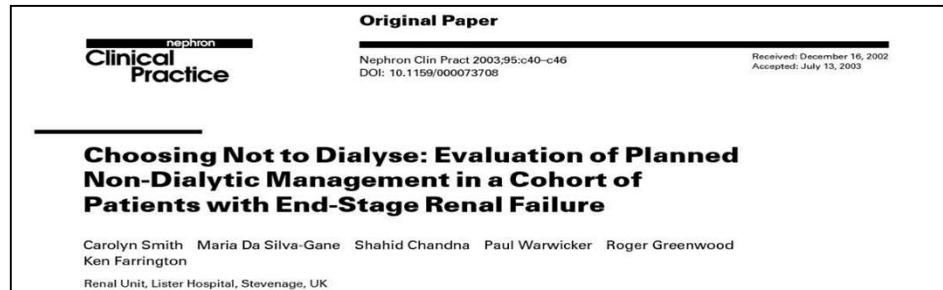 Original Paper
nephron
Clinical
Practice
Nephron Clin Pract 2003;95:c40–c46
DOI: 10.1159/000073708
Received: December 16, 2002
Accepted: July 13, 2003
Choosing Not to Dialyse: Evaluation of Planned
Non-Dialytic Management in a Cohort of
Patients with End-Stage Renal Failure
Carolyn Smith Maria Da Silva-Gane Shahid Chandna Paul Warwicker Roger Greenwood
Ken Farrington
Renal Unit, Lister Hospital, Stevenage, UK